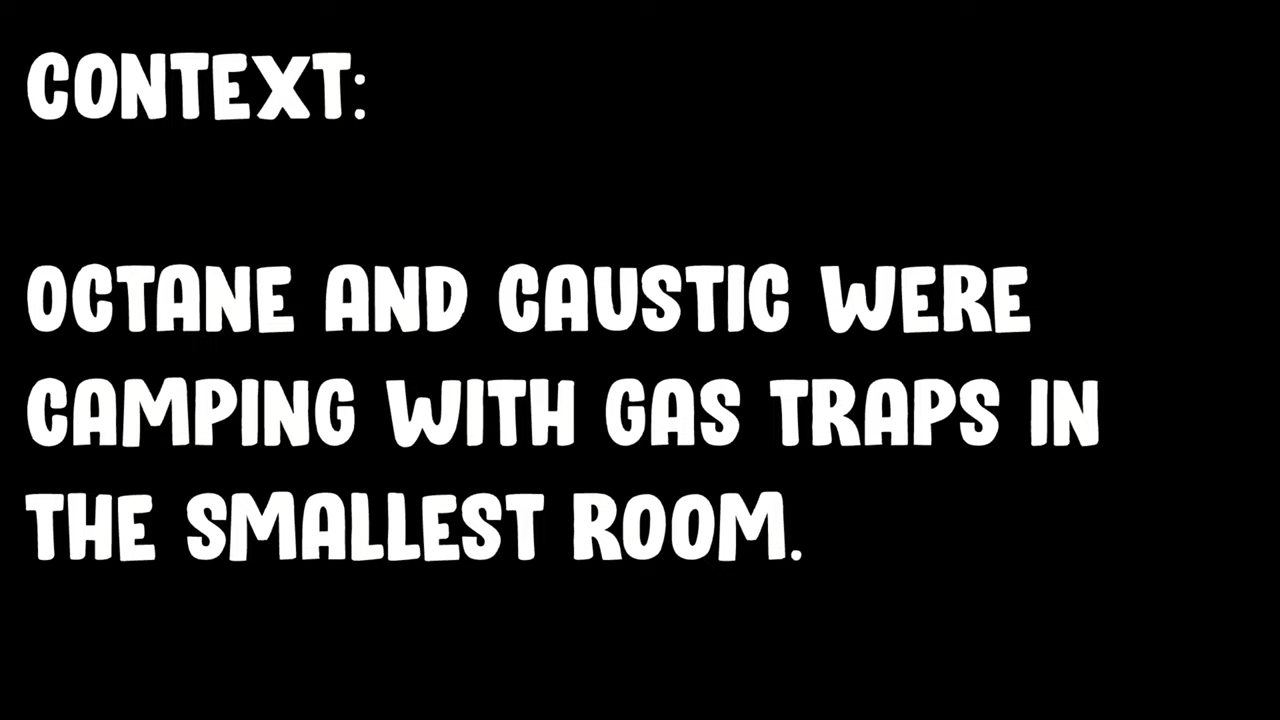 CONTEXT:
OCTANE AND CAUSTIC WERE
CAMPING WITH GAS TRAPS IN
THE SMALLEST ROOM.